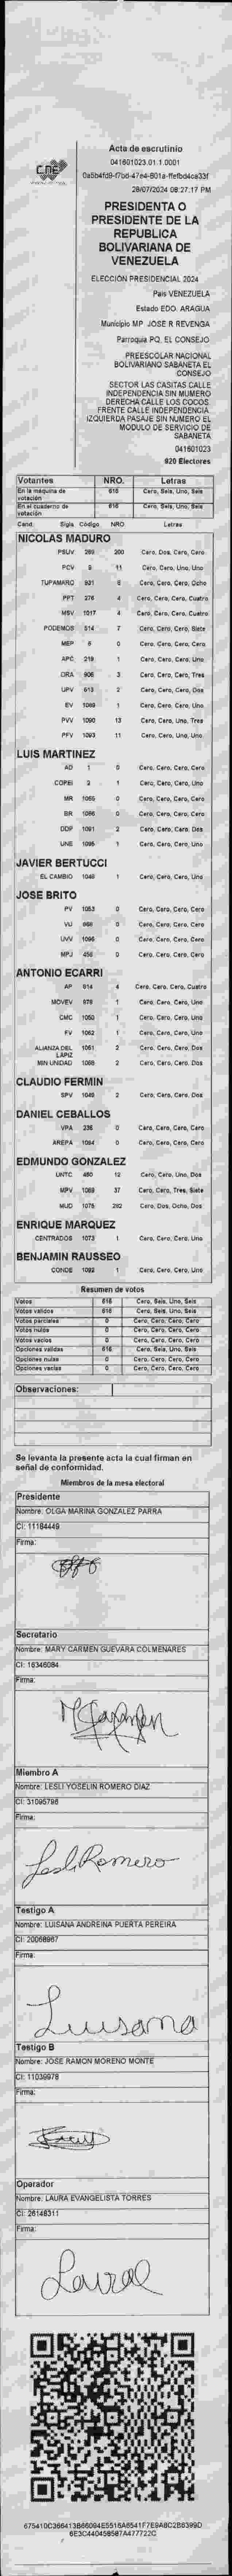 CNE
Acta de escrutinio
041601023.01.1.0001
28/07/2024 08:27:17 PM
PRESIDENTA O
PRESIDENTE DE LA
REPUBLICA
BOLIVARIANA DE
VENEZUELA
ELECCIÓN PRESIDENCIAL 2024
Pais VENEZUELA
Estado EDO. ARAGUA
Municipio MP. JOSE R REVENGA
Parroquia PQ. EL CONSEJO
PREESCOLAR NACIONAL
BOLIVARIANO SABANETA EL
CONSEJO
SECTOR LAS CASITAS CALLE
INDEPENDENCIA SIN NUMERO
DERECHA CALLE LOS COCOS.
FRENTE CALLE INDEPENDENCIA
IZQUIERDA PASAJE SIN NUMERO EL
MODULO DE SERVICIO DE
SABANETA
041601023
820 Electores
Votantes NRO. Letras
En la máquina de votación 616 Cero, Seis, Uno, Seis
En el cuaderno de votación 616 Cero, Seis, Uno, Seis
Cand. Sigla Código NRO Letras
NICOLAS MADURO
PSUV 200 Cero, Dos, Cero, Cero
PCV 11 Cero, Cero, Uno, Uno
TUPAMARO 931 8 Cero, Cero, Cero, Ocho
PPT 4 Cero, Cero, Cero, Cuatro
MSV 1017 4 Cero, Cero, Cero, Cuatro
PODEMOS 514 7 Cero, Cero, Cero, Siete
MEP 0 Cero, Cero, Cero, Cero
APC 219 1 Cero, Cero, Cero, Uno
DRA 906 3 Cero, Cero, Cero, Tres
UPV 613 2 Cero, Cero, Cero, Dos
EV 1089 1 Cero, Cero, Cero, Uno
PVV 1090 13 Cero, Cero, Uno, Tres
PFV 1093 11 Cero, Cero, Uno, Uno
LUIS MARTINEZ
AD 1 0 Cero, Cero, Cero, Cero
COPEI 1 Cero, Cero, Cero, Uno
MR 1055 0 Cero, Cero, Cero, Cero
BR 1086 0 Cero, Cero, Cero, Cero
DDP 1091 2 Cero, Cero, Cero, Dos
UNE 1095 1 Cero, Cero, Cero, Uno
JAVIER BERTUCCI
EL CAMBIO 1046 1 Cero, Cero, Cero, Uno
JOSE BRITO
PV 1053 0 Cero, Cero, Cero, Cero
VU 0 Cero, Cero, Cero, Cero
UVV 1096 0 Cero, Cero, Cero, Cero
MPJ 0 Cero, Cero, Cero, Cero
ANTONIO ECARRI
AP 614 4 Cero, Cero, Cero, Cuatro
MOVEV 978 1 Cero, Cero, Cero, Uno
CMC 1050 1 Cero, Cero, Cero, Uno
FV 1062 1 Cero, Cero, Cero, Uno
ALIANZA DEL LAPIZ 1061 2 Cero, Cero, Cero, Dos
MIN UNIDAD 1068 2 Cero, Cero, Cero, Dos
CLAUDIO FERMIN
SPV 1049 2 Cero, Cero, Cero, Dos
DANIEL CEBALLOS
VPA 235 0 Cero, Cero, Cero, Cero
AREPA 1084 0 Cero, Cero, Cero, Cero
EDMUNDO GONZALEZ
UNTC 12 Cero, Cero, Uno, Dos
MPV 1069 37 Cero, Cero, Tres, Siete
MUD 1075 282 Cero, Dos, Ocho, Dos
ENRIQUE MARQUEZ
CENTRADOS 1073 1 Cero, Cero, Cero, Uno
BENJAMIN RAUSSEO
CONDE 1092 1 Cero, Cero, Cero, Uno
Resumen de votos
Votos 616 Cero, Seis, Uno, Seis
Votos válidos 616 Cero, Seis, Uno, Seis
Votos parciales 0 Cero, Cero, Cero, Cero
Votos nulos 0 Cero, Cero, Cero, Cero
Votos vacíos 0 Cero, Cero, Cero, Cero
Opciones válidas 616 Cero, Seis, Uno, Seis
Opciones nulas 0 Cero, Cero, Cero, Cero
Opciones vacías 0 Cero, Cero, Cero, Cero
Observaciones:
Se levanta la presente acta la cual firman en
señal de conformidad.
Miembros de la mesa electoral
Presidente
Nombre: OLGA MARINA GONZALEZ PARRA
CI: 11184449
Firma:
Secretario
Nombre: MARY CARMEN GUEVARA COLMENARES
CI: 16346084
Firma:
Mª Carmen
Miembro A
Nombre: LESLI YOSELIN ROMERO DIAZ
CI: 31095796
Firma:
Lesli Romero
Testigo A
Nombre: LUISANA ANDREINA PUERTA PEREIRA
CI: 20068967
Firma:
Luisana
Testigo B
Nombre: JOSE RAMON MORENO MONTE
CI: 11039978
Firma:
Operador
Nombre: LAURA EVANGELISTA TORRES
CI: 26148311
Firma:
Laura